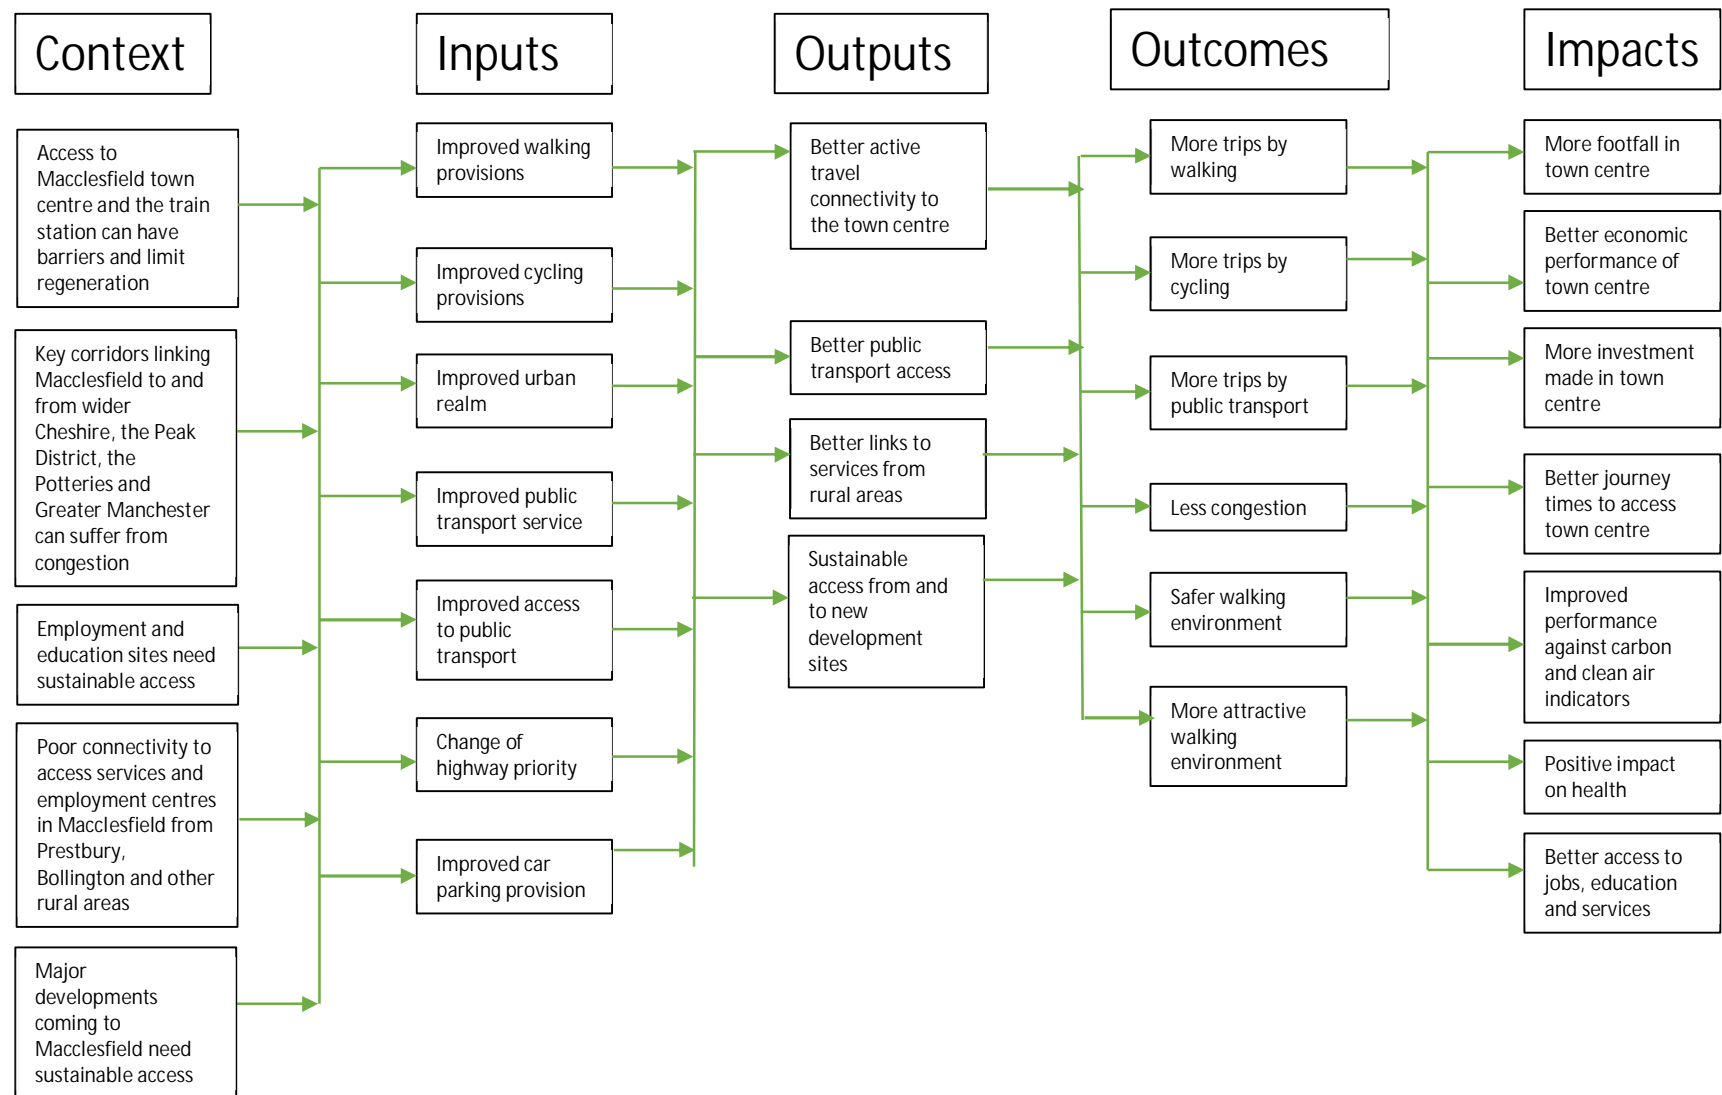 Context
Inputs
Outputs
Outcomes
Impacts
Access to
Macclesfield town
centre and the train
station can have
barriers and limit
regeneration
Key corridors linking
Macclesfield to and
from wider
Cheshire, the Peak
District, the
Potteries and
Greater Manchester
can suffer from
congestion
Employment and
education sites need
sustainable access
Poor connectivity to
access services and
employment centres
in Macclesfield from
Prestbury,
Bollington and other
rural areas
Major
developments
coming to
Macclesfield need
sustainable access
Improved walking
provisions
Improved cycling
provisions
Improved urban
realm
Improved public
transport service
Improved access
to public
transport
Change of
highway priority
Improved car
parking provision
Better active
travel
connectivity to
the town centre
Better public
transport access
Better links to
services from
rural areas
Sustainable
access from and
to new
development
sites
More trips by
walking
More trips by
cycling
More trips by
public transport
Less congestion
Safer walking
environment
More attractive
walking
environment
More footfall in
town centre
Better economic
performance of
town centre
More investment
made in town
centre
Better journey
times to access
town centre
Improved
performance
against carbon
and clean air
indicators
Positive impact
on health
Better access to
jobs, education
and services